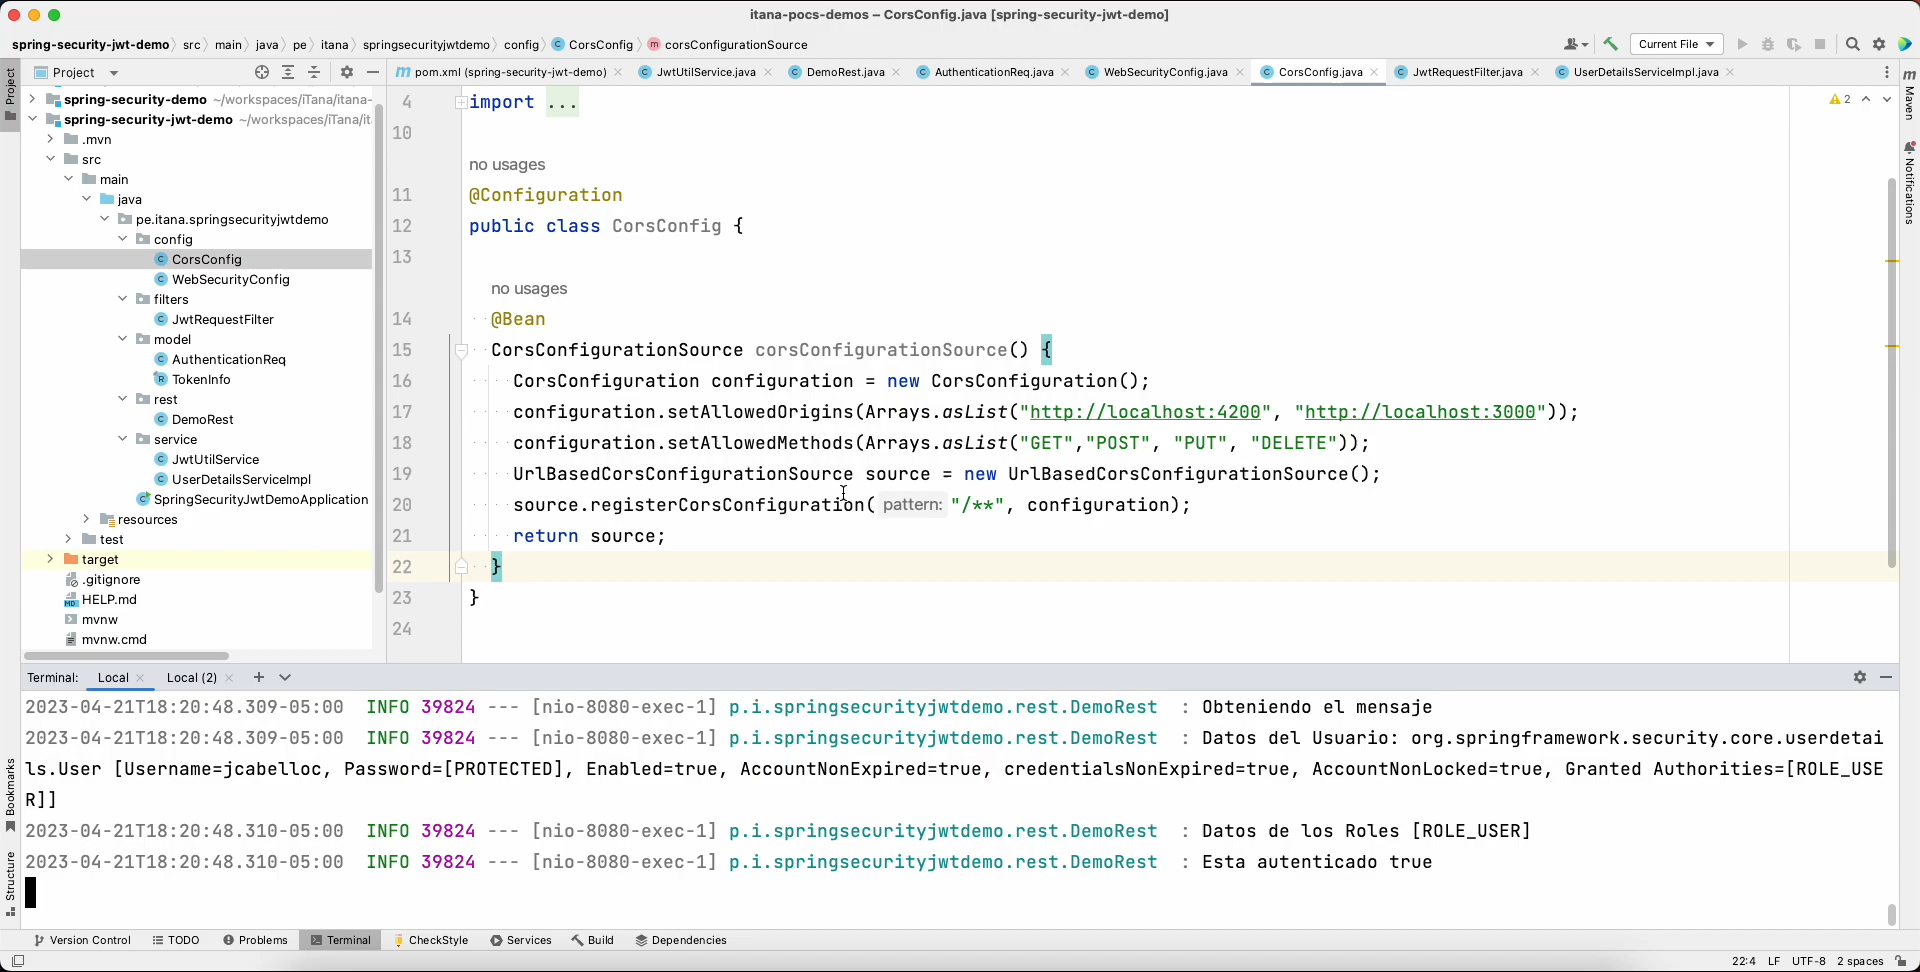 itana-pocs-demos – CorsConfig.java [spring-security-jwt-demo]
spring-security-jwt-demo src main java pe itana springsecurityjwtdemo config CorsConfig corsConfigurationSource
Current File
Project
pom.xml (spring-security-jwt-demo) JwtUtilService.java DemoRest.java AuthenticationReq.java WebSecurityConfig.java CorsConfig.java JwtRequestFilter.java UserDetailsServiceImpl.java
Project
Maven
Notifications
spring-security-demo ~/workspaces/iTana/itana-
spring-security-jwt-demo ~/workspaces/iTana/it
.mvn
src
main
java
pe.itana.springsecurityjwtdemo
config
CorsConfig
WebSecurityConfig
filters
JwtRequestFilter
model
AuthenticationReq
TokenInfo
rest
DemoRest
service
JwtUtilService
UserDetailsServiceImpl
SpringSecurityJwtDemoApplication
resources
test
target
.gitignore
HELP.md
mvnw
mvnw.cmd
2
4 import ...
10
no usages
11 @Configuration
12 public class CorsConfig {
13
no usages
14 @Bean
15 CorsConfigurationSource corsConfigurationSource() {
16 CorsConfiguration configuration = new CorsConfiguration();
17 configuration.setAllowedOrigins(Arrays.asList("http://localhost:4200", "http://localhost:3000"));
18 configuration.setAllowedMethods(Arrays.asList("GET","POST", "PUT", "DELETE"));
19 UrlBasedCorsConfigurationSource source = new UrlBasedCorsConfigurationSource();
20 source.registerCorsConfiguration( pattern: "/**", configuration);
21 return source;
22 }
23 }
24
Terminal: Local Local (2)
2023-04-21T18:20:48.309-05:00 INFO 39824 --- [nio-8080-exec-1] p.i.springsecurityjwtdemo.rest.DemoRest : Obteniendo el mensaje
2023-04-21T18:20:48.309-05:00 INFO 39824 --- [nio-8080-exec-1] p.i.springsecurityjwtdemo.rest.DemoRest : Datos del Usuario: org.springframework.security.core.userdetai
ls.User [Username=jcabelloc, Password=[PROTECTED], Enabled=true, AccountNonExpired=true, credentialsNonExpired=true, AccountNonLocked=true, Granted Authorities=[ROLE_USE
R]]
2023-04-21T18:20:48.310-05:00 INFO 39824 --- [nio-8080-exec-1] p.i.springsecurityjwtdemo.rest.DemoRest : Datos de los Roles [ROLE_USER]
2023-04-21T18:20:48.310-05:00 INFO 39824 --- [nio-8080-exec-1] p.i.springsecurityjwtdemo.rest.DemoRest : Esta autenticado true
Bookmarks
Structure
Version Control TODO Problems Terminal CheckStyle Services Build Dependencies
22:4 LF UTF-8 2 spaces